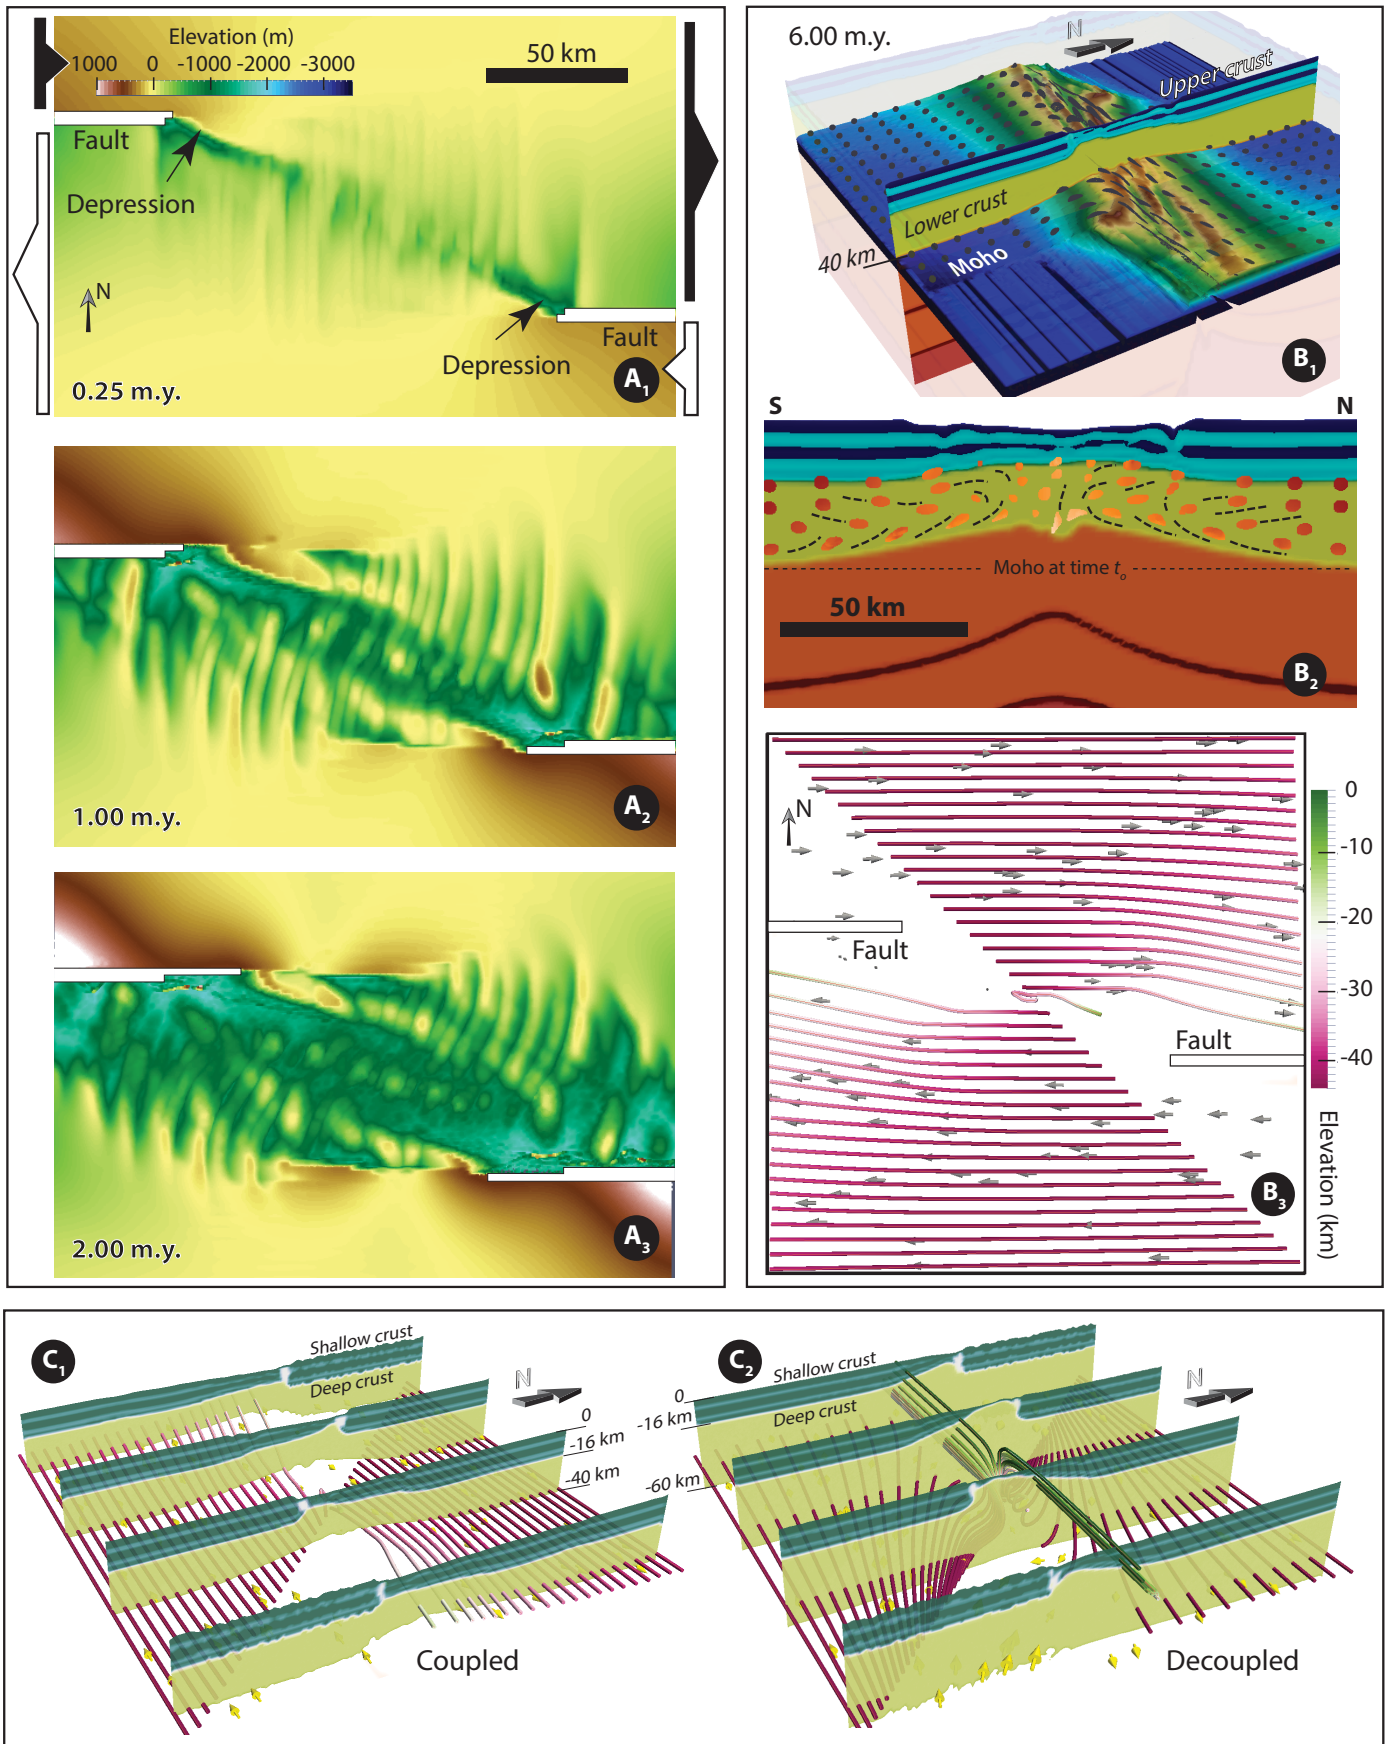 Elevation (m)
1000 0 -1000 -2000 -3000
50 km
Fault
Depression
N
Depression
Fault
0.25 m.y.
A1
1.00 m.y.
A2
2.00 m.y.
A3
6.00 m.y.
N
Upper crust
Lower crust
40 km
Moho
B1
S
N
Moho at time to
50 km
B2
N
Fault
Fault
0
-10
-20
-30
-40
Elevation (km)
B3
C1
Shallow crust
Deep crust
N
0
-16 km
-40 km
Coupled
C2
Shallow crust
Deep crust
N
0
-16 km
-60 km
Decoupled